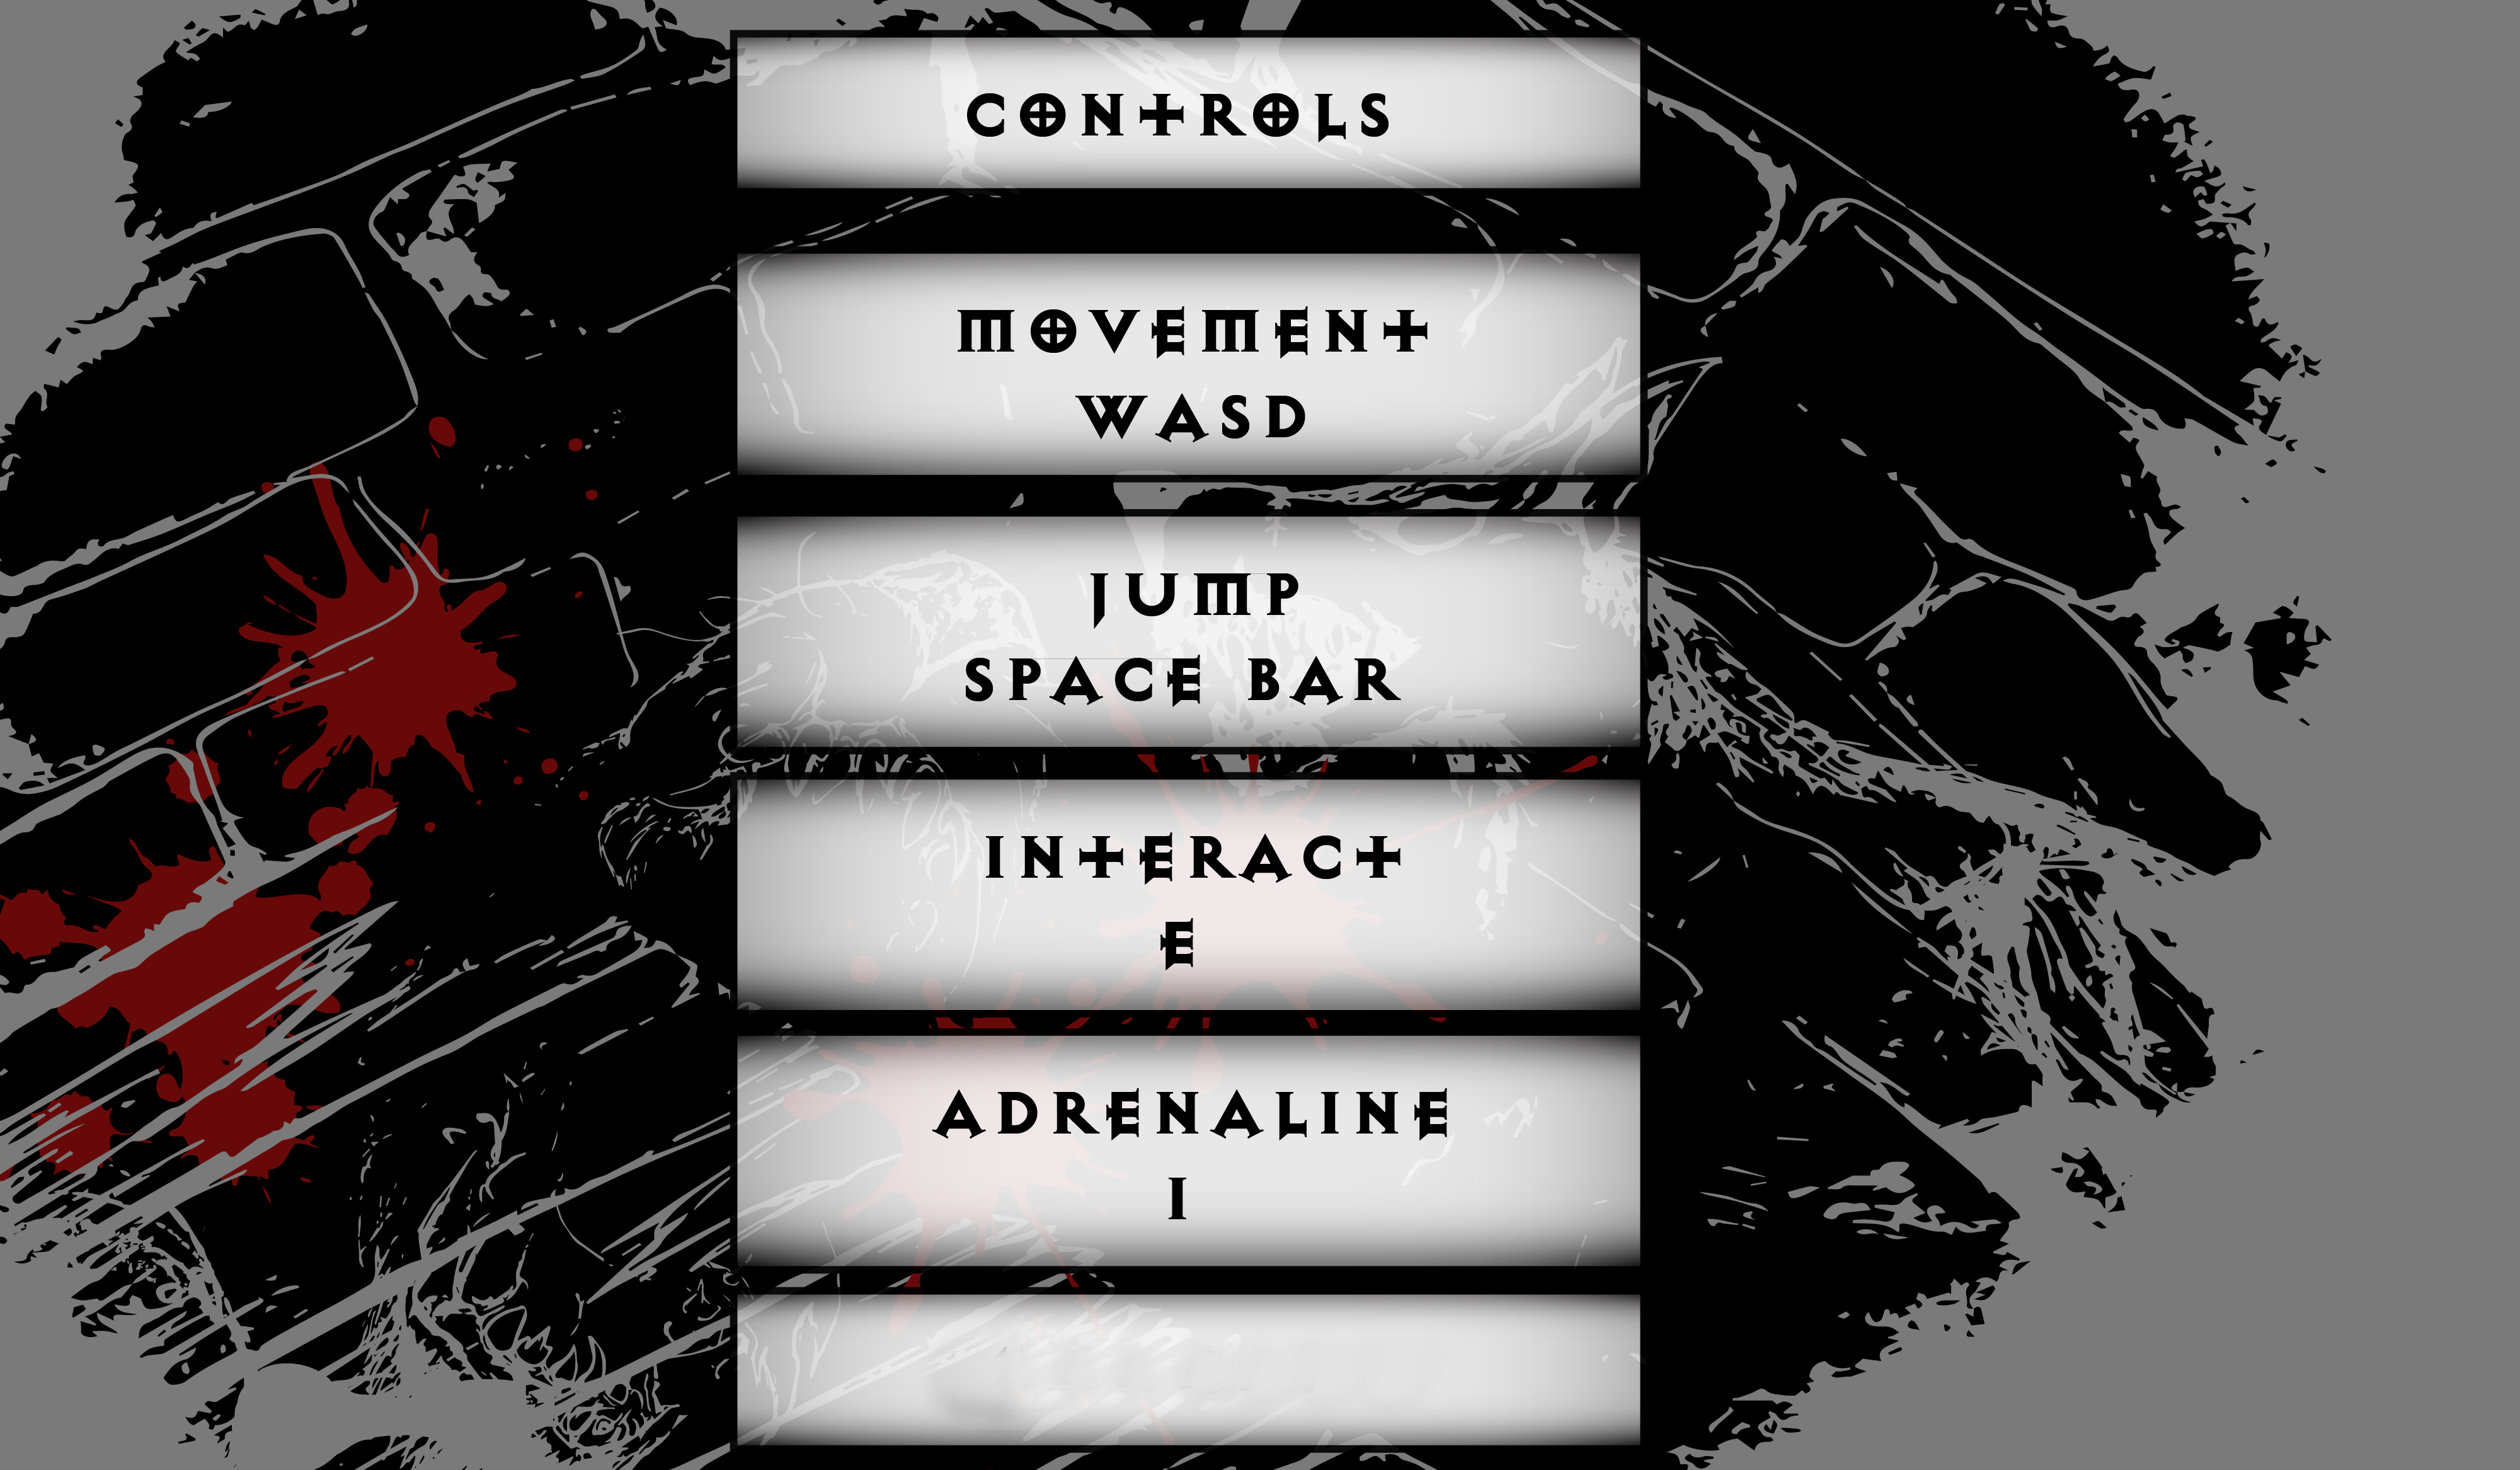 CONTROLS
MOVEMENT
WASD
JUMP
SPACE BAR
INTERACT
E
ADRENALINE
I